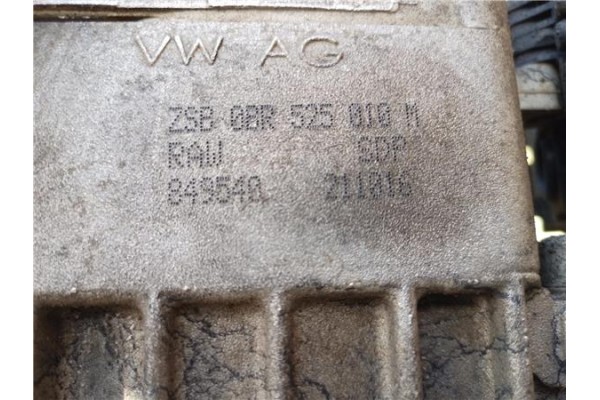 VW AG
ZSB 0BR 525 010 M
RAW SDP
849540 211016